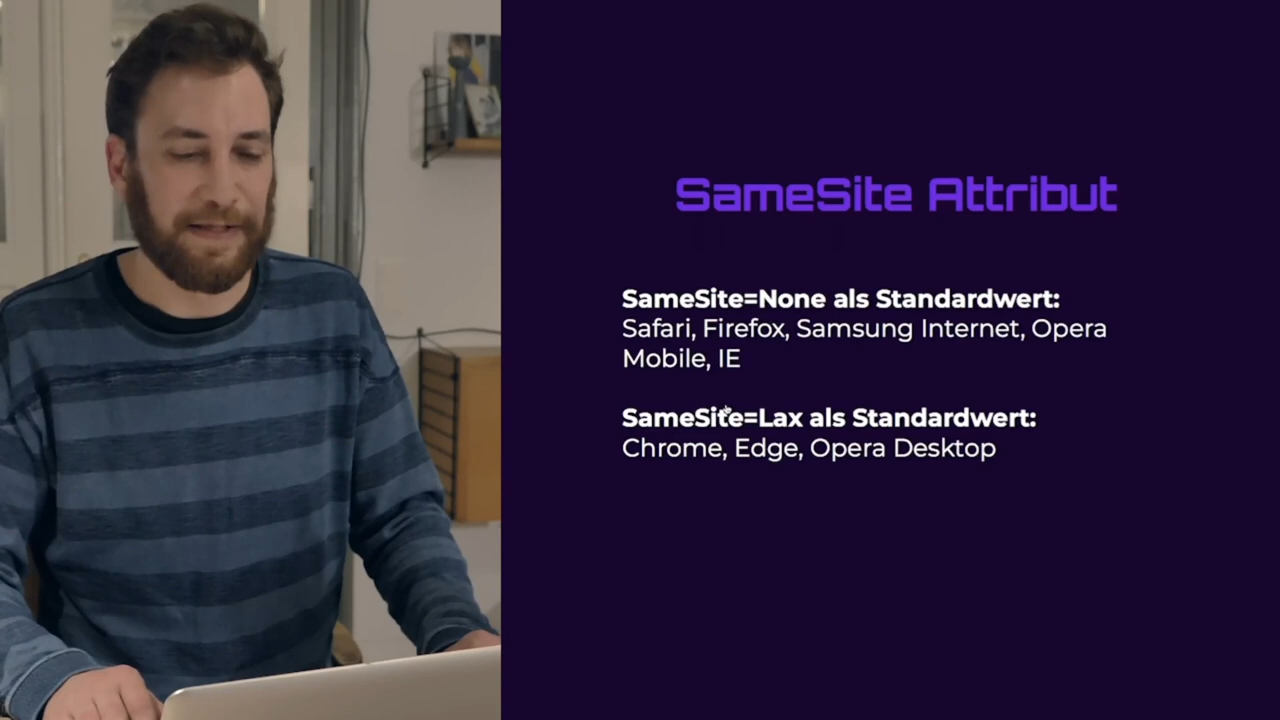 SameSite Attribut
SameSite=None als Standardwert:
Safari, Firefox, Samsung Internet, Opera
Mobile, IE
SameSite=Lax als Standardwert:
Chrome, Edge, Opera Desktop